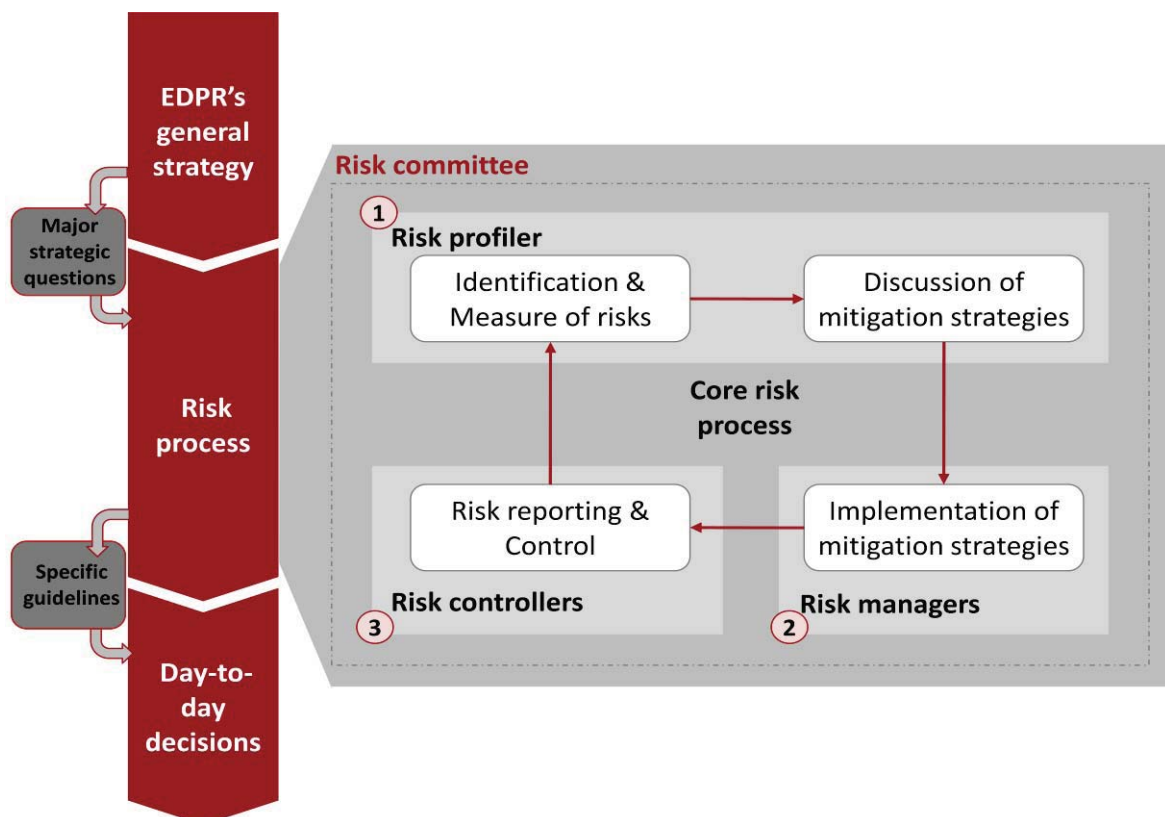 EDPR's
general
strategy
Major
strategic
questions
Risk
process
Specific
guidelines
Day-to-
day
decisions
Risk committee
1
Risk profiler
Identification &
Measure of risks
Discussion of
mitigation strategies
Core risk
process
Risk reporting &
Control
Implementation of
mitigation strategies
Risk controllers
3
Risk managers
2